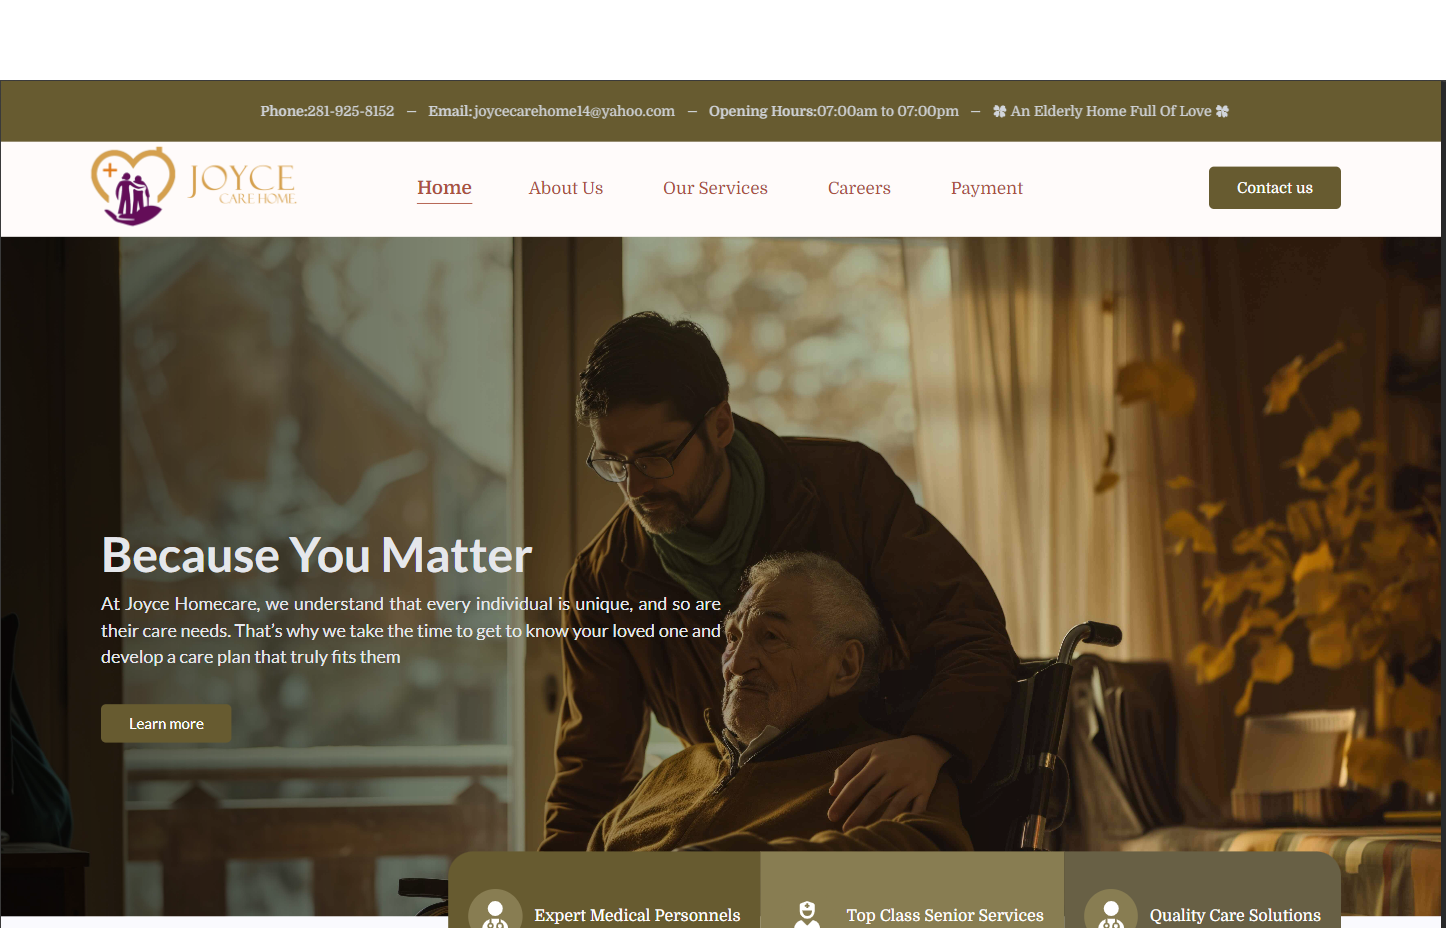 Phone:281-925-8152 — Email:joycecarehome14@yahoo.com — Opening Hours:07:00am to 07:00pm — 🍀 An Elderly Home Full Of Love 🍀
JOYCE
CARE HOME.
Home About Us Our Services Careers Payment Contact us
Because You Matter
At Joyce Homecare, we understand that every individual is unique, and so are
their care needs. That’s why we take the time to get to know your loved one and
develop a care plan that truly fits them
Learn more
Expert Medical Personnels Top Class Senior Services Quality Care Solutions